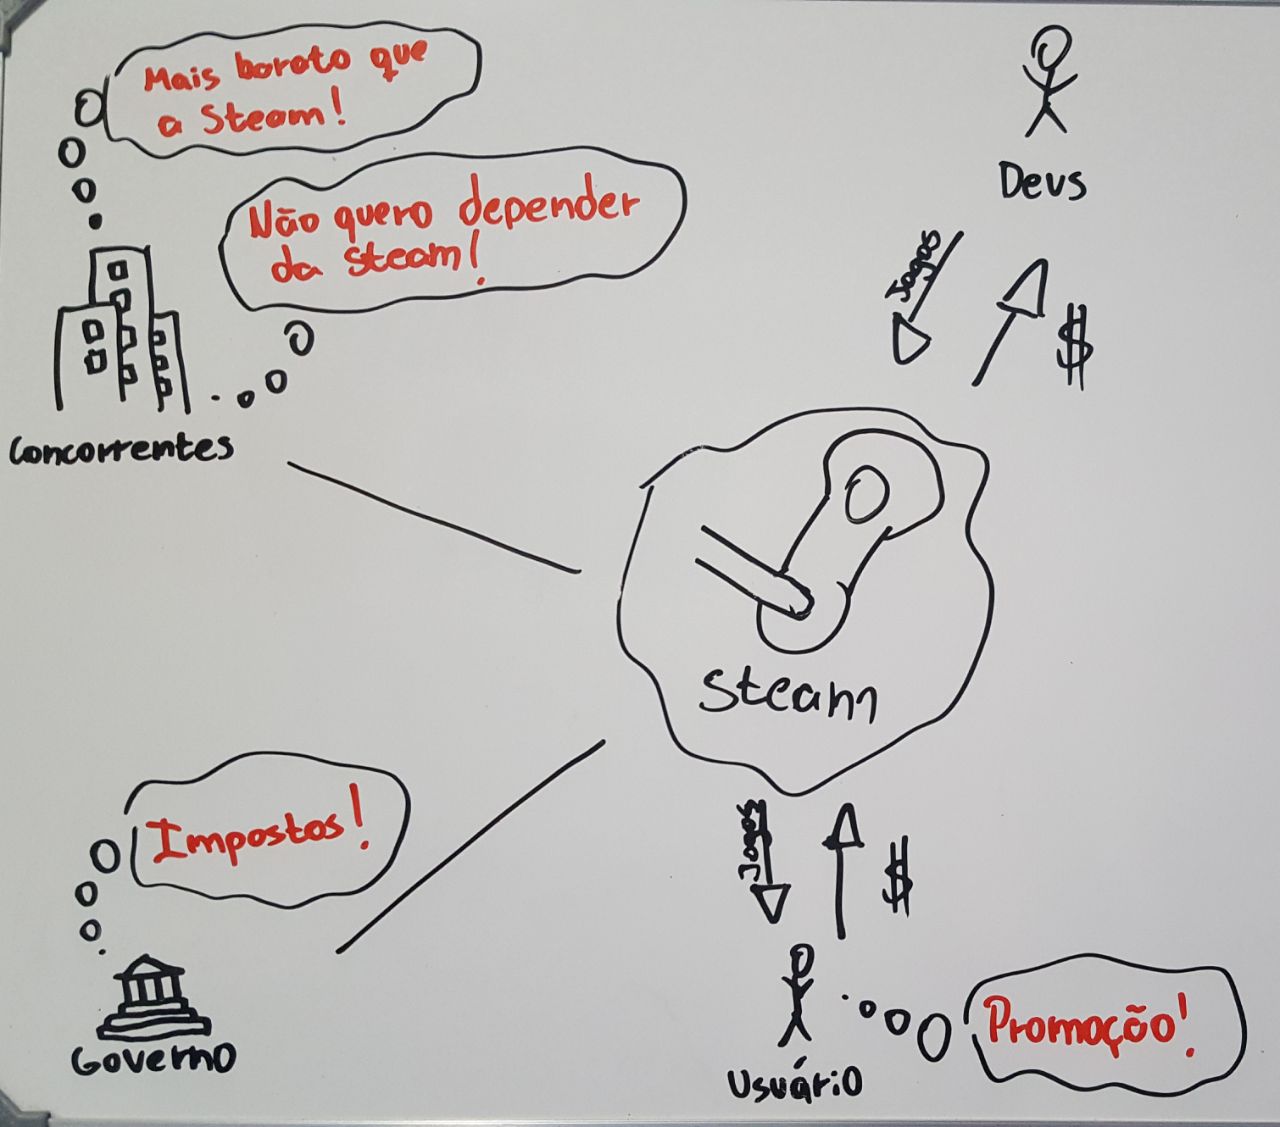 Mais barato que
a Steam!
Não quero depender
da steam!
Concorrentes
Devs
Jogos
$
Steam
Impostos!
Governo
Jogos
$
Usuário
Promoção!